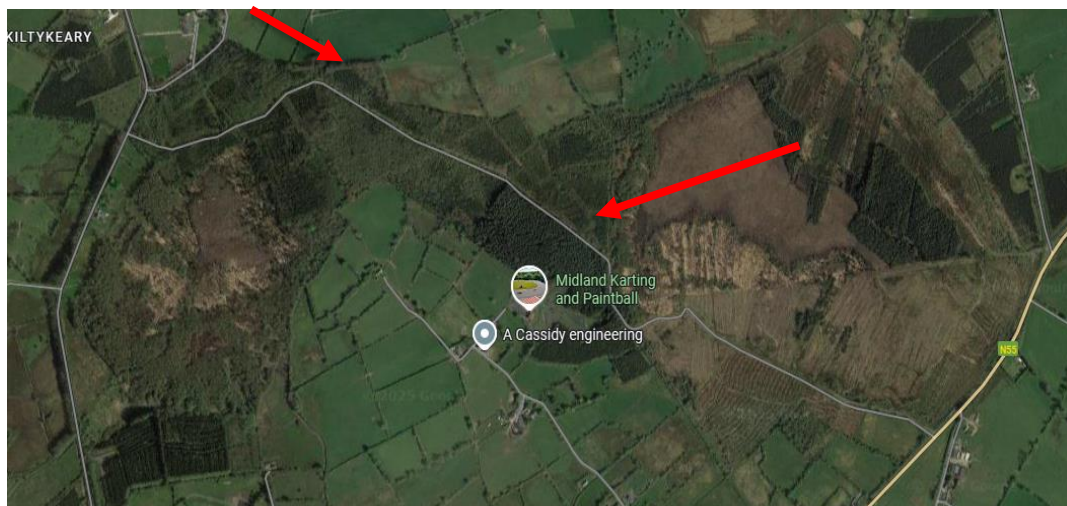 KILTYKEARY
Midland Karting
and Paintball
A Cassidy engineering
N55